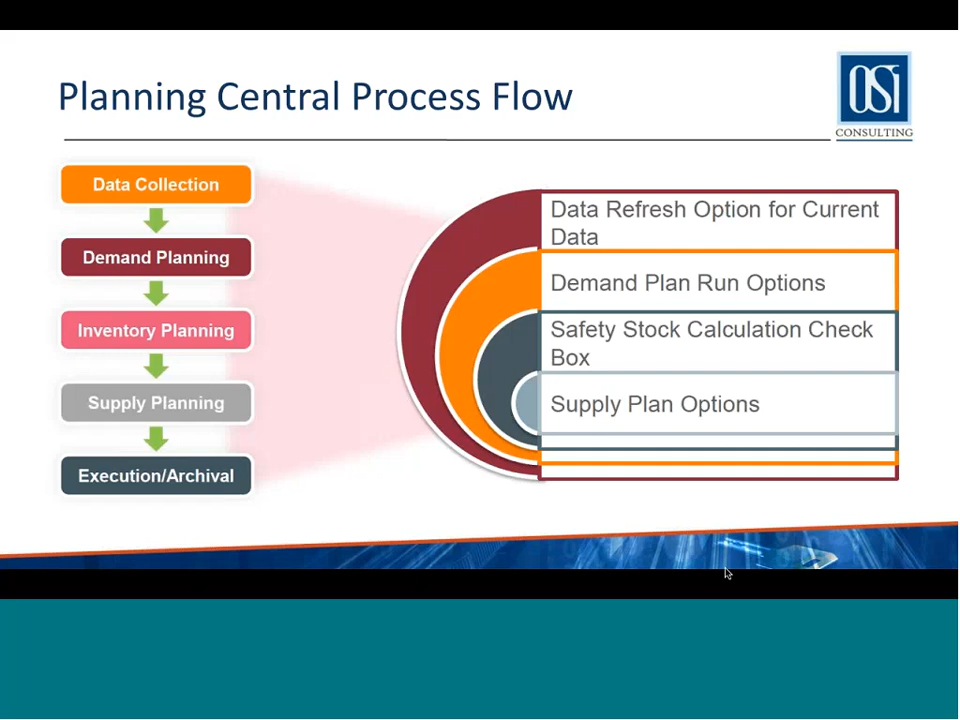 Planning Central Process Flow
OSi
CONSULTING
Data Collection
Demand Planning
Inventory Planning
Supply Planning
Execution/Archival
Data Refresh Option for Current
Data
Demand Plan Run Options
Safety Stock Calculation Check
Box
Supply Plan Options